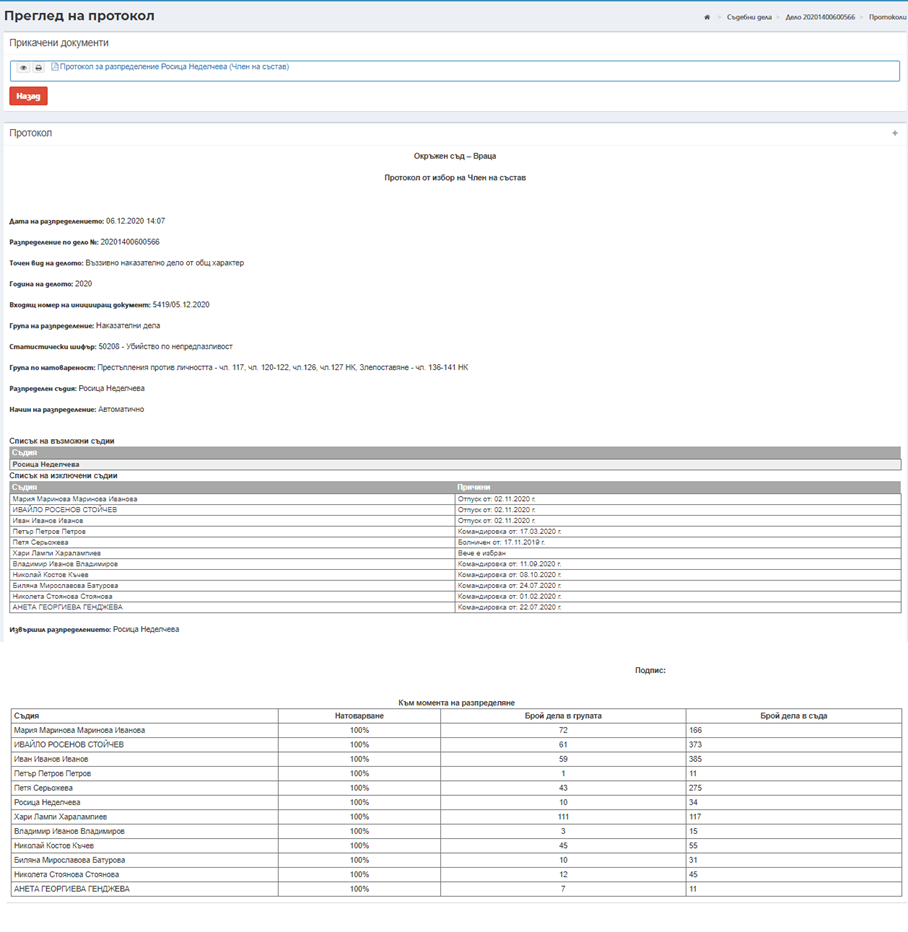 Преглед на протокол
Съдебни дела > Дело 20201400600566 > Протоколи
Прикачени документи
Протокол за разпределение Росица Неделчева (Член на състав)
Назад
Протокол
Окръжен съд – Враца
Протокол от избор на Член на състав
Дата на разпределението: 06.12.2020 14:07
Разпределение по дело №: 20201400600566
Точен вид на делото: Въззивно наказателно дело от общ характер
Година на делото: 2020
Входящ номер на иницииращ документ: 5419/05.12.2020
Група на разпределение: Наказателни дела
Статистически шифър: 50208 - Убийство по непредпазливост
Група по натовареност: Престъпления против личността - чл. 117, чл. 120-122, чл.126, чл.127 НК, Злепоставяне - чл. 136-141 НК
Разпределен съдия: Росица Неделчева
Начин на разпределение: Автоматично
Списък на възможни съдии
Съдия
Росица Неделчева
Списък на изключени съдии
Съдия Причини
Мария Маринова Маринова Иванова Отпуск от: 02.11.2020 г.
ИВАЙЛО РОСЕНОВ СТОЙЧЕВ Отпуск от: 02.11.2020 г.
Иван Иванов Иванов Отпуск от: 02.11.2020 г.
Петър Петров Петров Командировка от: 17.03.2020 г.
Петя Серьожева Болничен от: 17.11.2019 г.
Хари Лампи Харалампиев Вече е избран
Владимир Иванов Владимиров Командировка от: 11.09.2020 г.
Николай Костов Кьчев Командировка от: 08.10.2020 г.
Биляна Мирославова Батурова Командировка от: 24.07.2020 г.
Николета Стоянова Стоянова Командировка от: 01.02.2020 г.
АНЕТА ГЕОРГИЕВА ГЕНДЖЕВА Командировка от: 22.07.2020 г.
Извършил разпределението: Росица Неделчева
Подпис:
Към момента на разпределяне
Съдия Натоварване Брой дела в групата Брой дела в съда
Мария Маринова Маринова Иванова 100% 72 166
ИВАЙЛО РОСЕНОВ СТОЙЧЕВ 100% 61 373
Иван Иванов Иванов 100% 59 385
Петър Петров Петров 100% 1 11
Петя Серьожева 100% 43 275
Росица Неделчева 100% 10 34
Хари Лампи Харалампиев 100% 111 117
Владимир Иванов Владимиров 100% 3 15
Николай Костов Кьчев 100% 45 55
Биляна Мирославова Батурова 100% 10 31
Николета Стоянова Стоянова 100% 12 45
АНЕТА ГЕОРГИЕВА ГЕНДЖЕВА 100% 7 11